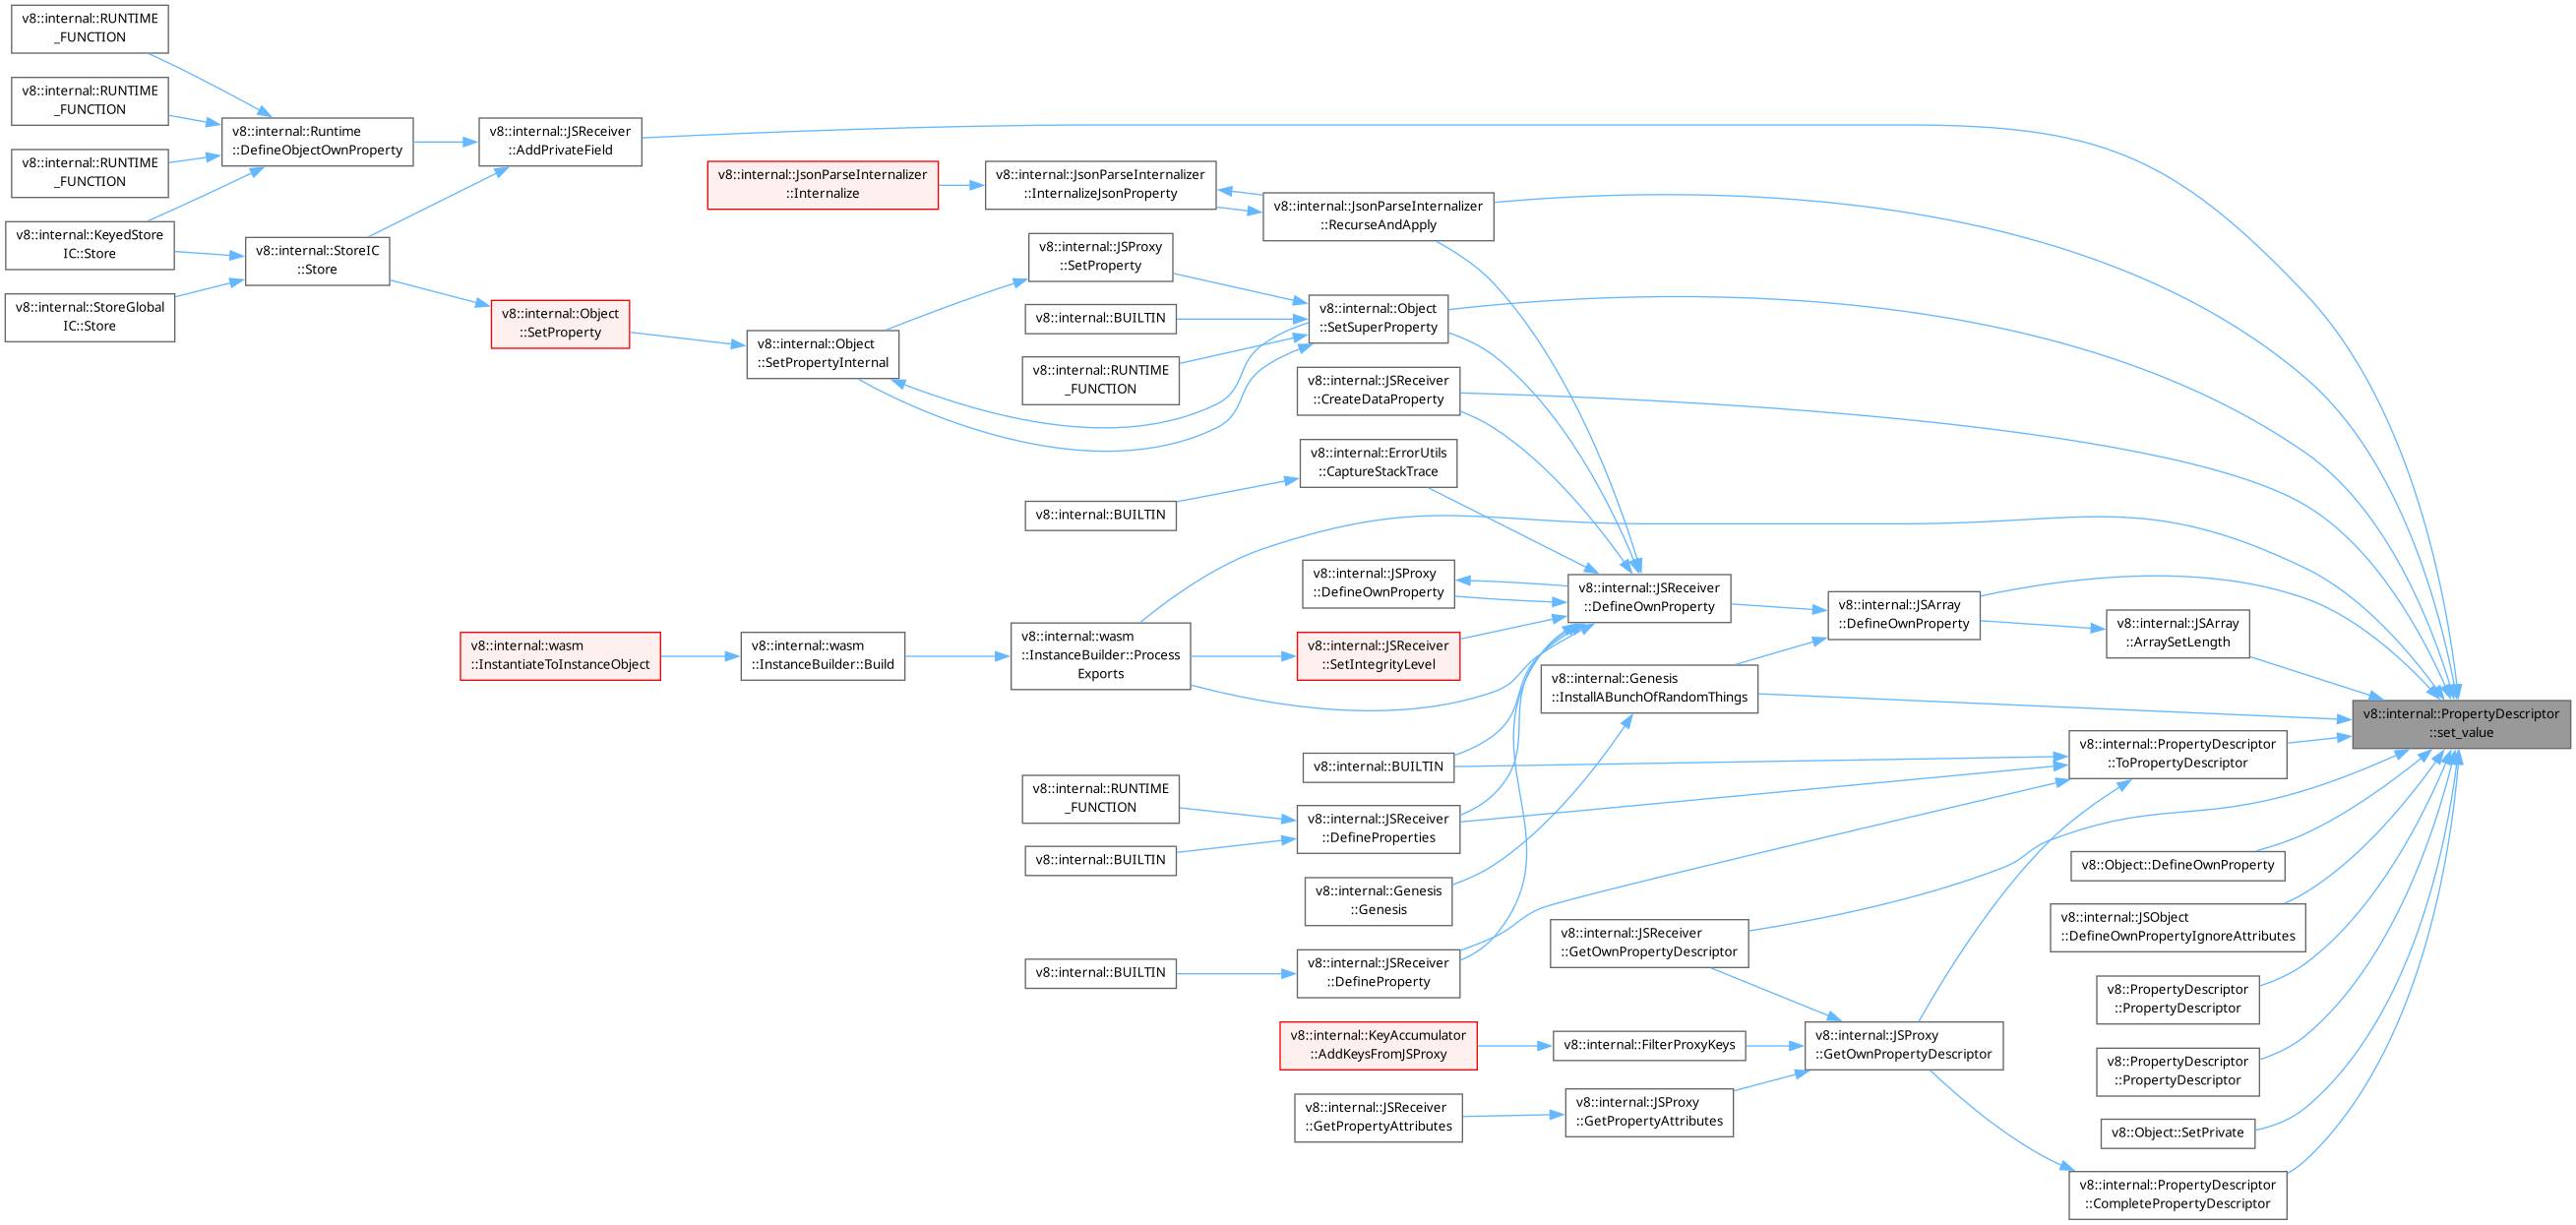 v8::internal::RUNTIME
_FUNCTION
v8::internal::RUNTIME
_FUNCTION
v8::internal::RUNTIME
_FUNCTION
v8::internal::KeyedStore
IC::Store
v8::internal::StoreGlobal
IC::Store
v8::internal::Runtime
::DefineObjectOwnProperty
v8::internal::StoreIC
::Store
v8::internal::JSReceiver
::AddPrivateField
v8::internal::Object
::SetProperty
v8::internal::wasm
::InstantiateToInstanceObject
v8::internal::JsonParseInternalizer
::Internalize
v8::internal::Object
::SetPropertyInternal
v8::internal::wasm
::InstanceBuilder::Build
v8::internal::JsonParseInternalizer
::InternalizeJsonProperty
v8::internal::JSProxy
::SetProperty
v8::internal::BUILTIN
v8::internal::RUNTIME
_FUNCTION
v8::internal::BUILTIN
v8::internal::wasm
::InstanceBuilder::Process
Exports
v8::internal::RUNTIME
_FUNCTION
v8::internal::BUILTIN
v8::internal::BUILTIN
v8::internal::JsonParseInternalizer
::RecurseAndApply
v8::internal::Object
::SetSuperProperty
v8::internal::JSReceiver
::CreateDataProperty
v8::internal::ErrorUtils
::CaptureStackTrace
v8::internal::JSProxy
::DefineOwnProperty
v8::internal::JSReceiver
::SetIntegrityLevel
v8::internal::BUILTIN
v8::internal::JSReceiver
::DefineProperties
v8::internal::Genesis
::Genesis
v8::internal::JSReceiver
::DefineProperty
v8::internal::KeyAccumulator
::AddKeysFromJSProxy
v8::internal::JSReceiver
::GetPropertyAttributes
v8::internal::JSReceiver
::DefineOwnProperty
v8::internal::Genesis
::InstallABunchOfRandomThings
v8::internal::JSReceiver
::GetOwnPropertyDescriptor
v8::internal::FilterProxyKeys
v8::internal::JSProxy
::GetPropertyAttributes
v8::internal::JSArray
::DefineOwnProperty
v8::internal::JSProxy
::GetOwnPropertyDescriptor
v8::internal::JSArray
::ArraySetLength
v8::internal::PropertyDescriptor
::ToPropertyDescriptor
v8::Object::DefineOwnProperty
v8::internal::JSObject
::DefineOwnPropertyIgnoreAttributes
v8::PropertyDescriptor
::PropertyDescriptor
v8::PropertyDescriptor
::PropertyDescriptor
v8::Object::SetPrivate
v8::internal::PropertyDescriptor
::CompletePropertyDescriptor
v8::internal::PropertyDescriptor
::set_value